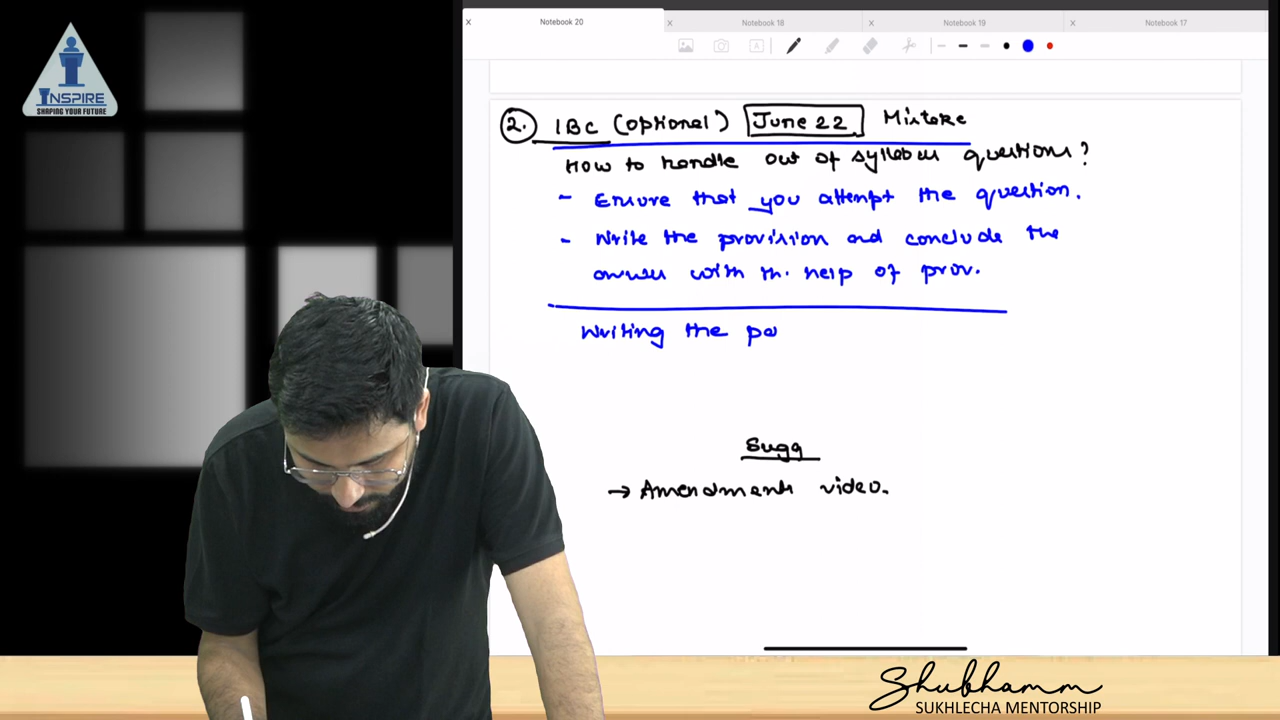 INSPIRE
SHAPING YOUR FUTURE
Notebook 20
Notebook 18
Notebook 19
Notebook 17
2. IBC (optional) June 22 Mistake
How to handle out of syllabus questions?
- Ensure that you attempt the question.
- Write the provision and conclude the
answer with th. help of prov.
Writing the pa
Sugg
→ Amendments video.
Shubhamm
SUKHLECHA MENTORSHIP